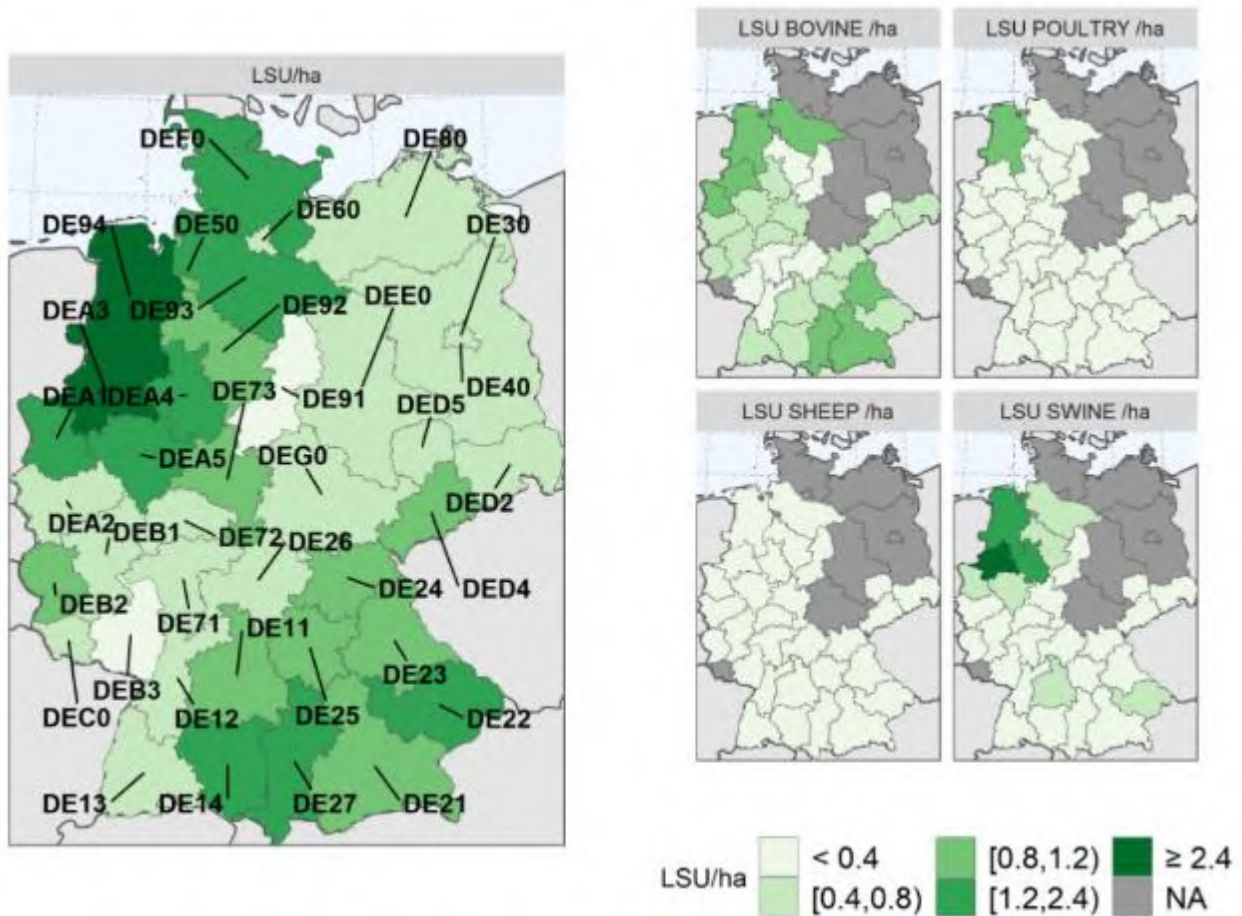 LSU/ha
DEF0
DE80
DE60
DE94
DE50
DE30
DEE0
DEA3
DE93
DE92
DE73
DEA1
DEA4
DE91
DED5
DE40
DEA5
DEG0
DED2
DEA2
DEB1
DE72
DE26
DEB2
DE24
DED4
DE71
DE11
DE23
DEB3
DEC0
DE12
DE25
DE22
DE13
DE14
DE27
DE21
LSU BOVINE /ha
LSU POULTRY /ha
LSU SHEEP /ha
LSU SWINE /ha
LSU/ha
< 0.4
[0.8,1.2)
≥ 2.4
[0.4,0.8)
[1.2,2.4)
NA